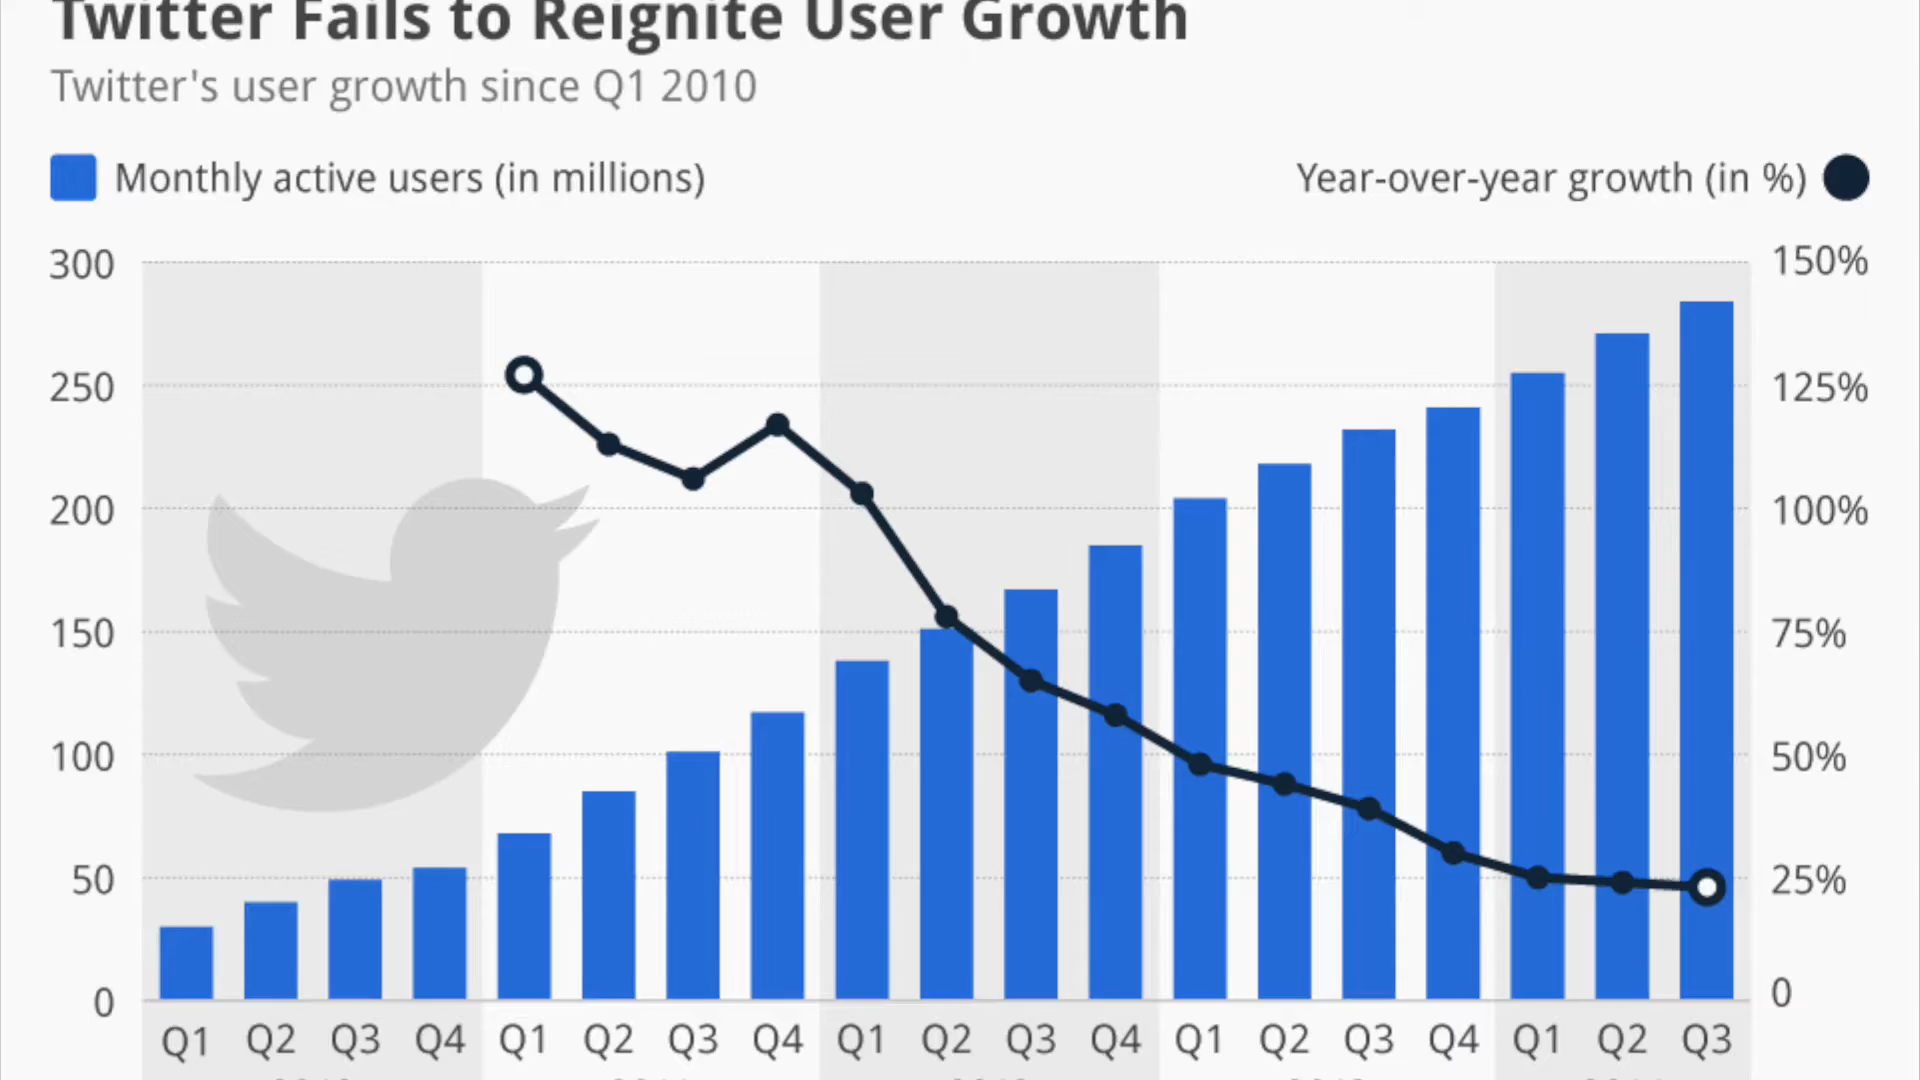 Twitter Fails to Reignite User Growth
Twitter's user growth since Q1 2010
Monthly active users (in millions)
Year-over-year growth (in %)
300
250
200
150
100
50
0
150%
125%
100%
75%
50%
25%
0
Q1 Q2 Q3 Q4 Q1 Q2 Q3 Q4 Q1 Q2 Q3 Q4 Q1 Q2 Q3 Q4 Q1 Q2 Q3